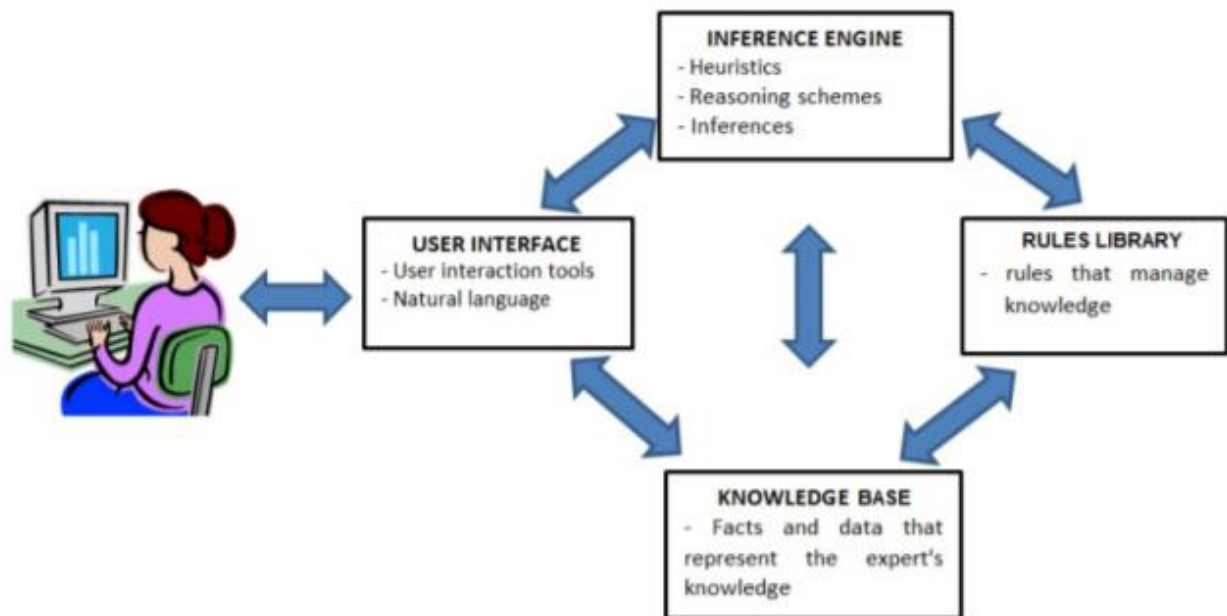 INFERENCE ENGINE
- Heuristics
- Reasoning schemes
- Inferences
USER INTERFACE
- User interaction tools
- Natural language
RULES LIBRARY
- rules that manage
knowledge
KNOWLEDGE BASE
- Facts and data that
represent the expert's
knowledge